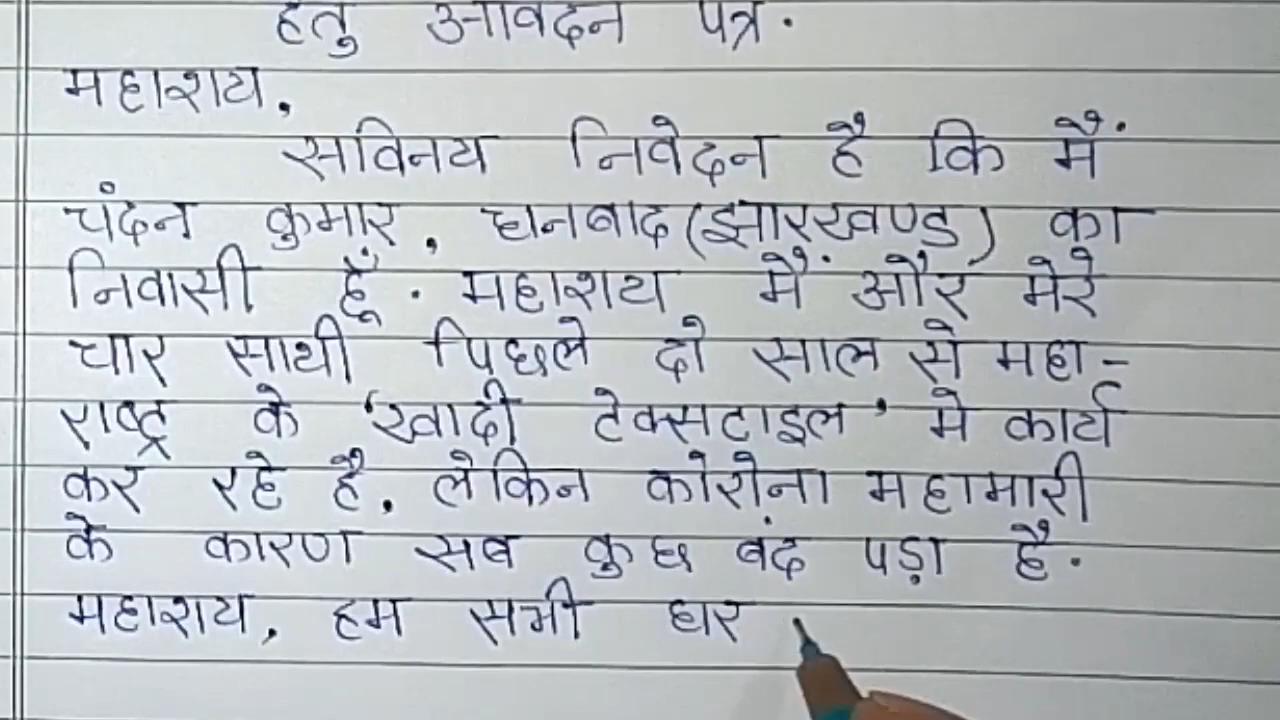 हेतु आवेदन पत्र.
महाशय,
सविनय निवेदन है कि मैं
चंदन कुमार, धनबाद (झारखण्ड) का
निवासी हूँ. महाशय मैं और मेरे
चार साथी पिछले दो साल से महा-
राष्ट्र के 'खादी टेक्सटाइल' मे कार्य
कर रहे है, लेकिन कोरोना महामारी
के कारण सब कुछ बंद पड़ा है.
महाशय, हम सभी घर